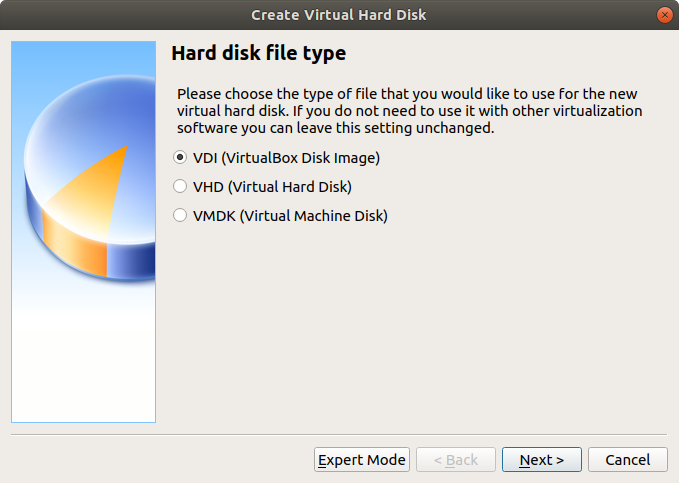 Create Virtual Hard Disk
Hard disk file type
Please choose the type of file that you would like to use for the new
virtual hard disk. If you do not need to use it with other virtualization
software you can leave this setting unchanged.
VDI (VirtualBox Disk Image)
VHD (Virtual Hard Disk)
VMDK (Virtual Machine Disk)
Expert Mode
< Back
Next >
Cancel